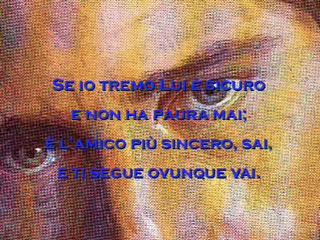 Se io tremo Lui è sicuro
e non ha paura mai;
è l'amico più sincero, sai,
e ti segue ovunque vai.